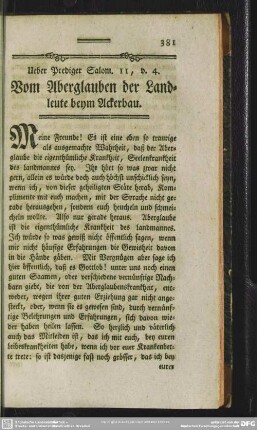 381
Ueber Prediger Salom. 11, v. 4.
Vom Aberglauben der Land-
leute beym Ackerbau.
Meine Freunde! Es ist eine eben so traurige
als ausgemachte Wahrheit, daß der Aber-
glaube die eigenthümliche Krankheit, Seelenkrankheit
des Landmannes sey. Ihr hört so was zwar nicht
gern, allein es würde doch auch höchst unschicklich seyn,
wenn ich, von dieser geheiligten Stäte herab, Kom-
plimente mit euch machen, mit der Sprache nicht ge-
rade herausgehen, sondern euch heucheln und schmei-
cheln wollte. Also nur gerade heraus. Aberglaube
ist die eigenthümliche Krankheit des Landmannes.
Ich würde so was gewiß nicht öffentlich sagen, wenn
mir nicht häufige Erfahrungen die Gewißheit davon
in die Hände gäben. Mit Vergnügen aber sage ich
hier öffentlich, daß es Gottlob! unter uns noch einen
guten Saamen, oder verschiedene vernünftige Nach-
barn giebt, die von der Aberglaubenskrankheit, ent-
weder, wegen ihrer guten Erziehung gar nicht ange-
steckt, oder, wenn sie es gewesen sind, durch vernünf-
tige Belehrungen und Erfahrungen, sich davon wie-
der haben heilen lassen. So herzlich und väterlich
auch das Mitleiden ist, das ich mit euch, bey euren
Leibeskrankheiten habe, wenn ich vor euer Krankenbet-
te trete: so ist dasjenige fast noch grösser, das ich bey
eures